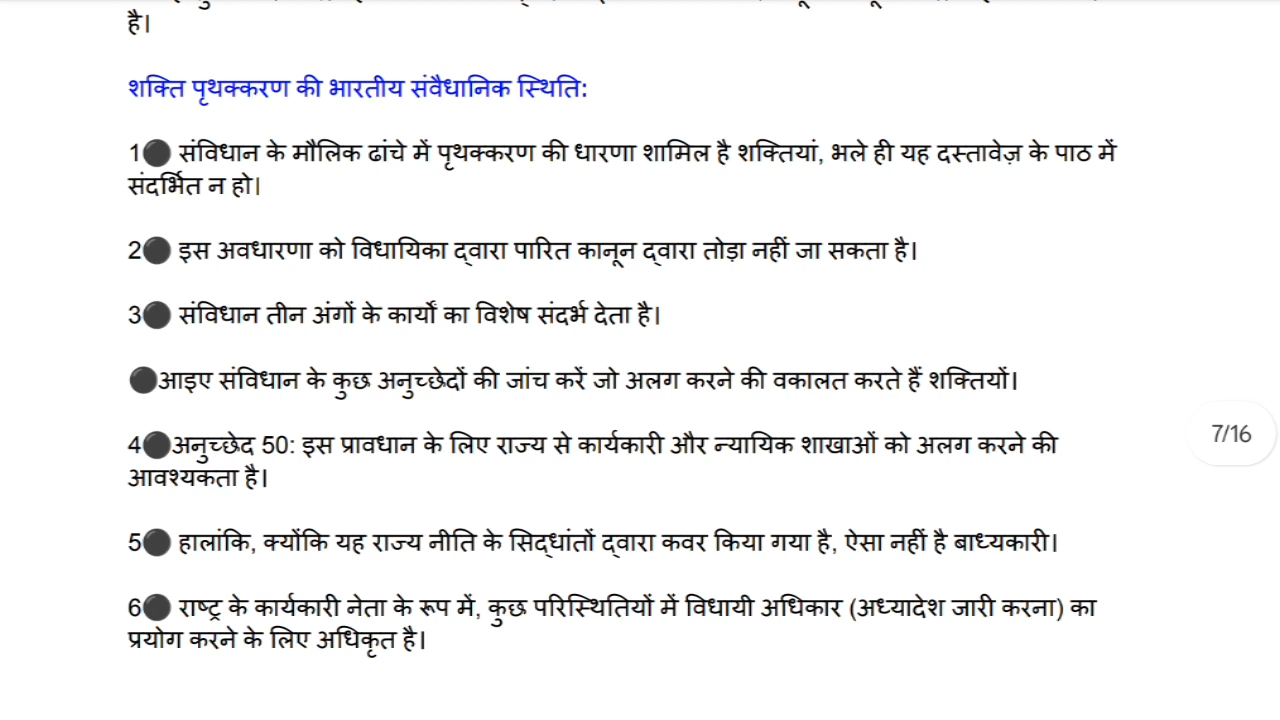 है।
शक्ति पृथक्करण की भारतीय संवैधानिक स्थिति:
1⚫ संविधान के मौलिक ढांचे में पृथक्करण की धारणा शामिल है शक्तियां, भले ही यह दस्तावेज़ के पाठ में
संदर्भित न हो।
2⚫ इस अवधारणा को विधायिका द्वारा पारित कानून द्वारा तोड़ा नहीं जा सकता है।
3⚫ संविधान तीन अंगों के कार्यों का विशेष संदर्भ देता है।
⚫आइए संविधान के कुछ अनुच्छेदों की जांच करें जो अलग करने की वकालत करते हैं शक्तियों।
4⚫अनुच्छेद 50: इस प्रावधान के लिए राज्य से कार्यकारी और न्यायिक शाखाओं को अलग करने की
आवश्यकता है।
7/16
5⚫ हालांकि, क्योंकि यह राज्य नीति के सिद्धांतों द्वारा कवर किया गया है, ऐसा नहीं है बाध्यकारी।
6⚫ राष्ट्र के कार्यकारी नेता के रूप में, कुछ परिस्थितियों में विधायी अधिकार (अध्यादेश जारी करना) का
प्रयोग करने के लिए अधिकृत है।